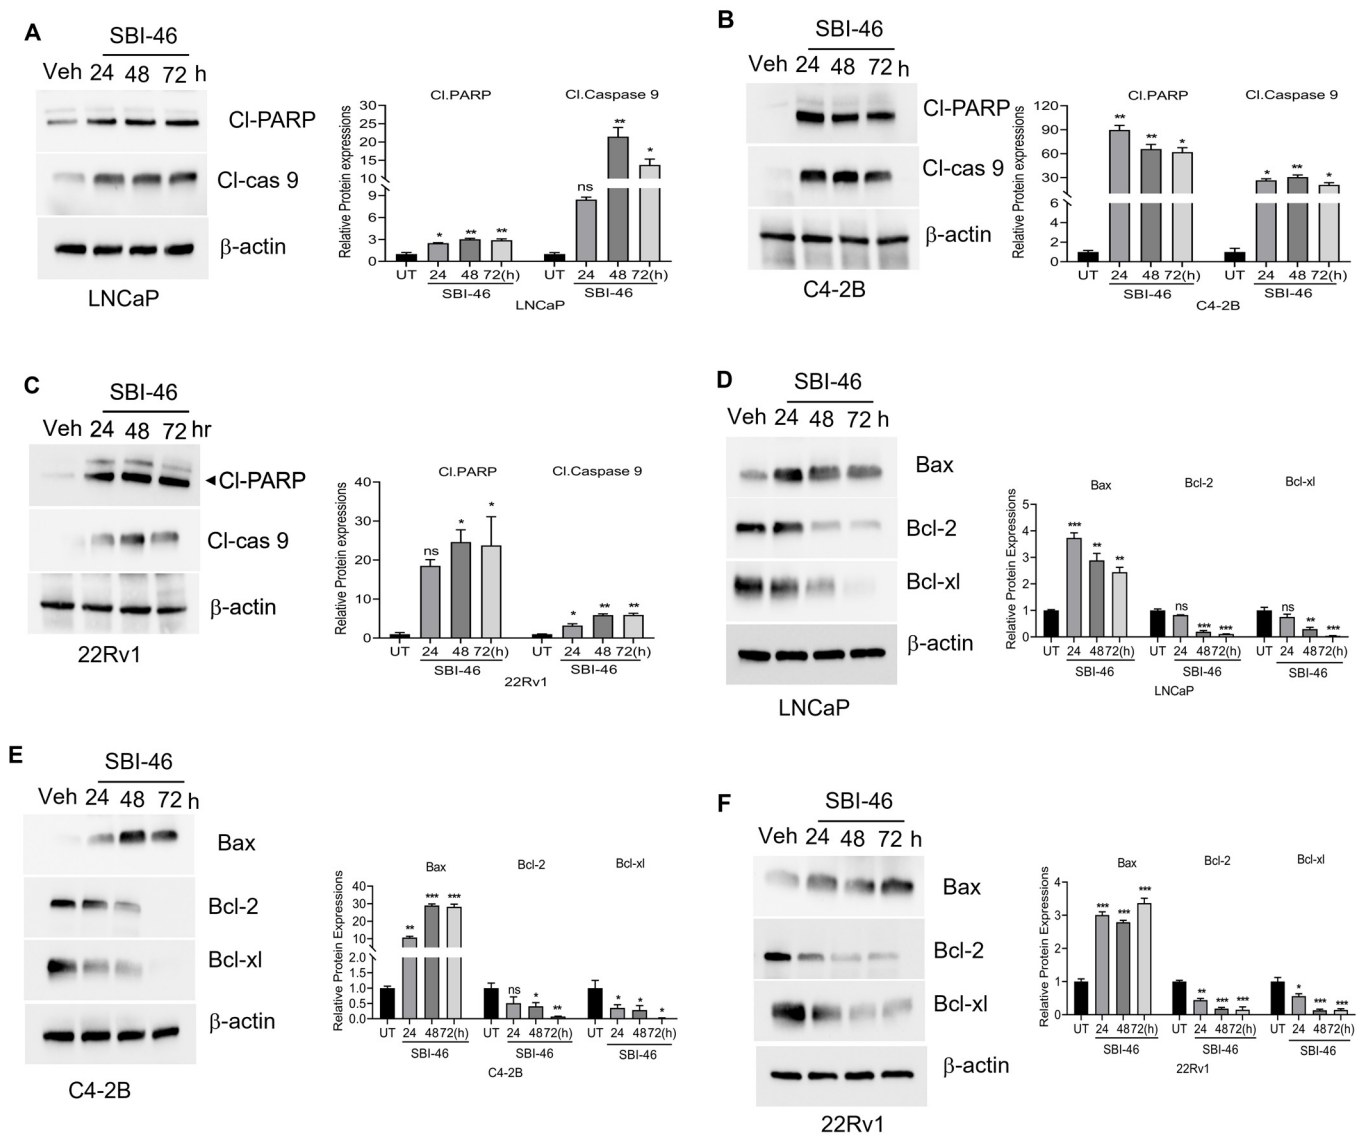 A
SBI-46
Veh 24 48 72 h
Cl-PARP
Cl-cas 9
β-actin
LNCaP
Relative Protein expressions
Cl.PARP Cl.Caspase 9
30
25
20
15
10
9
6
3
0
* ** ** ns ** *
UT 24 48 72(h) UT 24 48 72(h)
SBI-46 SBI-46
LNCaP
B
SBI-46
Veh 24 48 72 h
Cl-PARP
Cl-cas 9
β-actin
C4-2B
Relative Protein expressions
Cl.PARP Cl.Caspase 9
120
90
60
30
6
4
2
0
** ** * * ** *
UT 24 48 72(h) UT 24 48 72(h)
SBI-46 SBI-46
C4-2B
C
SBI-46
Veh 24 48 72 hr
◄Cl-PARP
Cl-cas 9
β-actin
22Rv1
Relative Protein Expressions
Cl.PARP Cl.Caspase 9
40
30
20
10
0
ns * * * ** **
UT 24 48 72(h) UT 24 48 72(h)
SBI-46 SBI-46
22Rv1
D
SBI-46
Veh 24 48 72 h
Bax
Bcl-2
Bcl-xl
β-actin
LNCaP
Relative Protein Expressions
Bax Bcl-2 Bcl-xl
5
4
3
2
1
0
*** ** ** ns *** *** ns ** ***
UT 24 4872(h) UT 24 4872(h) UT 24 4872(h)
SBI-46 SBI-46 SBI-46
LNCaP
E
SBI-46
Veh 24 48 72 h
Bax
Bcl-2
Bcl-xl
β-actin
C4-2B
Relative Protein Expressions
Bax Bcl-2 Bcl-xl
40
30
20
10
2.0
1.5
1.0
0.5
0.0
** *** *** ns * ** * * *
UT 24 4872(h) UT 24 4872(h) UT 24 4872(h)
SBI-46 SBI-46 SBI-46
C4-2B
F
SBI-46
Veh 24 48 72 h
Bax
Bcl-2
Bcl-xl
β-actin
22Rv1
Relative Protein Expressions
Bax Bcl-2 Bcl-xl
4
3
2
1
0
*** *** *** ** *** *** * *** ***
UT 24 4872(h) UT 24 4872(h) UT 24 4872(h)
SBI-46 SBI-46 SBI-46
22Rv1